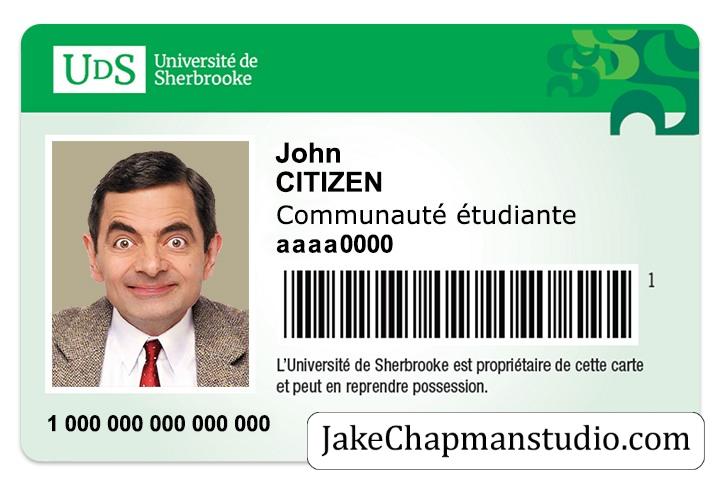 UDS Université de
Sherbrooke
John
CITIZEN
Communauté étudiante
aaaa0000
1
L'Université de Sherbrooke est propriétaire de cette carte
et peut en reprendre possession.
1 000 000 000 000 000
JakeChapmanstudio.com